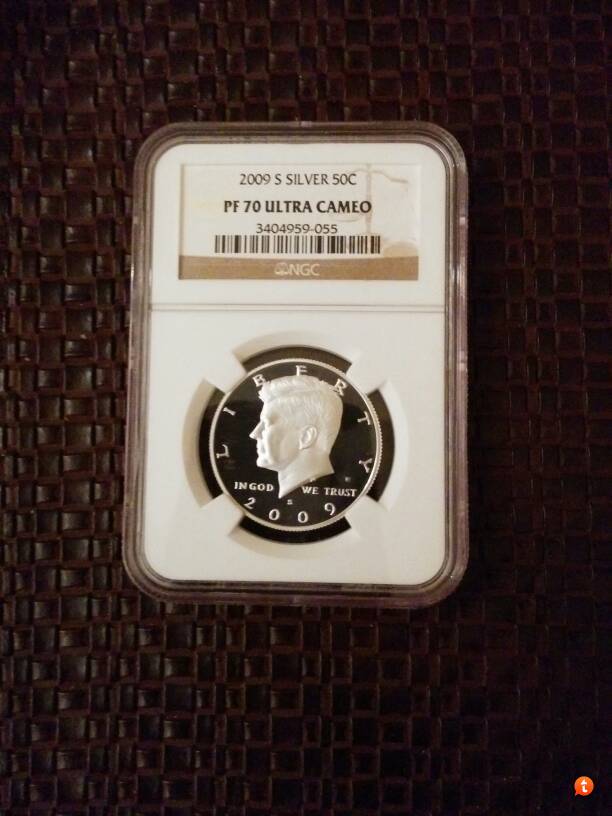 2009 S SILVER 50C
PF 70 ULTRA CAMEO
3404959-055
NGC
LIBERTY
IN GOD WE TRUST
S
2009
t